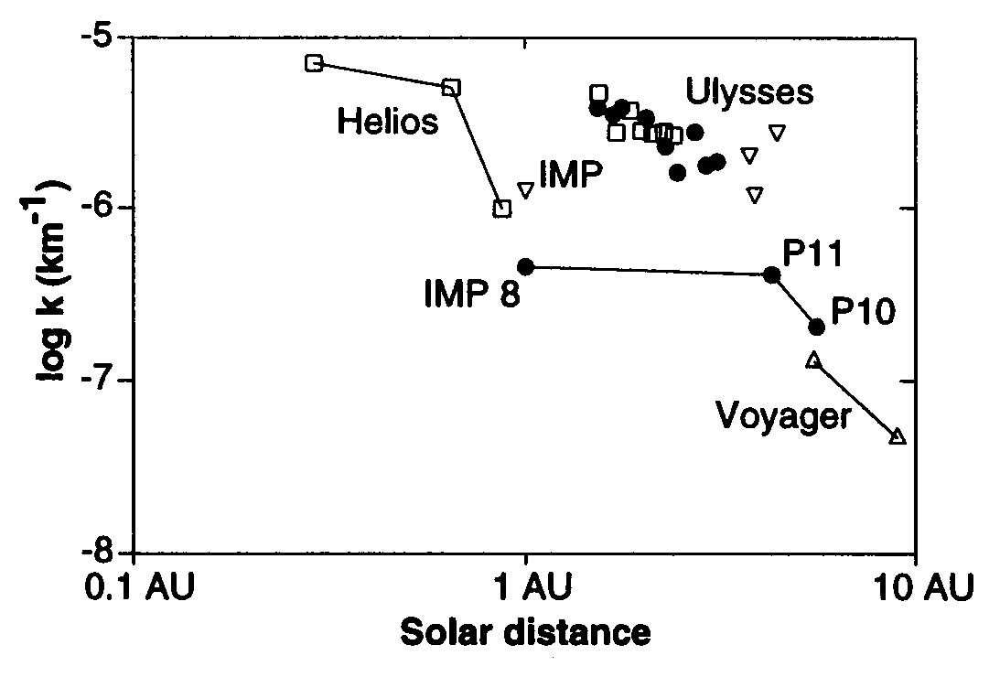 -5
Ulysses
Helios
IMP
-6
P11
IMP 8
P10
-7
Voyager
-8
0.1 AU
1 AU
10 AU
log k (km⁻¹)
Solar distance